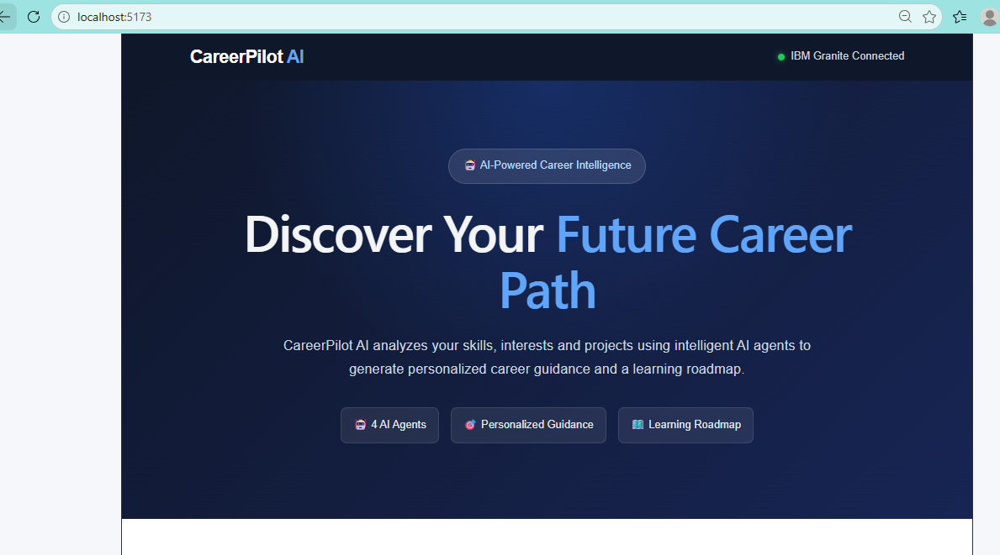 localhost:5173
CareerPilot AI
IBM Granite Connected
AI-Powered Career Intelligence
Discover Your Future Career
Path
CareerPilot AI analyzes your skills, interests and projects using intelligent AI agents to
generate personalized career guidance and a learning roadmap.
4 AI Agents
Personalized Guidance
Learning Roadmap